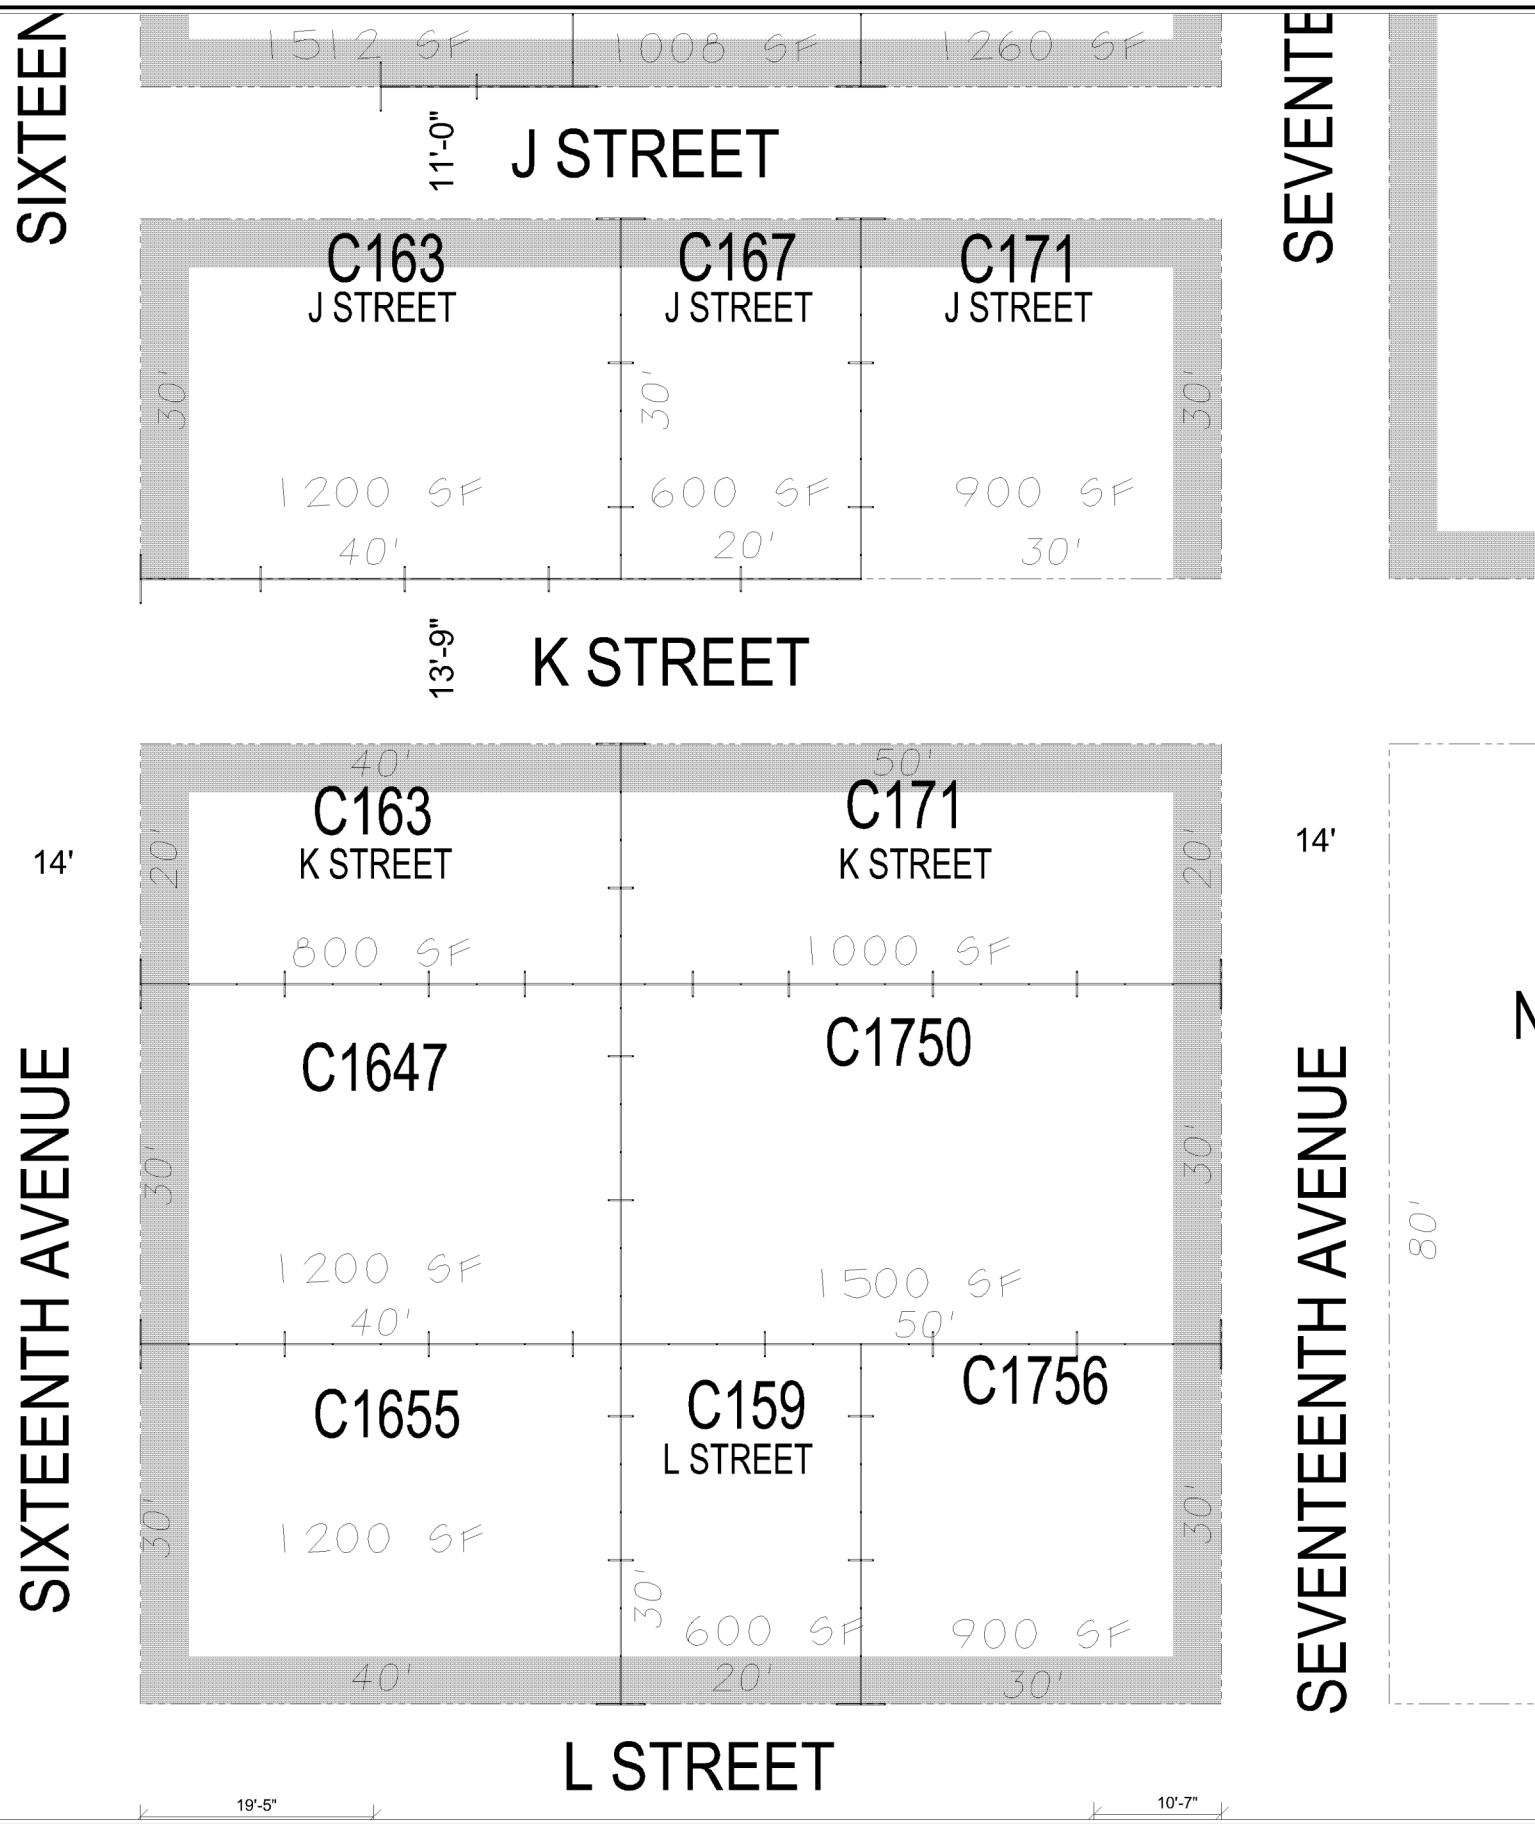 SIXTEEN
1512 SF
1008 SF
1260 SF
SEVENTE
11'-0"
J STREET
C163
J STREET
C167
J STREET
C171
J STREET
30'
30'
30'
1200 SF
600 SF
900 SF
40'
20'
30'
13'-9"
K STREET
40'
50'
C163
K STREET
C171
K STREET
14'
20'
20'
14'
800 SF
1000 SF
C1647
C1750
SIXTEENTH AVENUE
30'
30'
SEVENTEENTH AVENUE
80'
1200 SF
1500 SF
40'
50'
C1655
C159
L STREET
C1756
30'
30'
1200 SF
30'
600 SF
900 SF
40'
20'
30'
L STREET
19'-5"
10'-7"